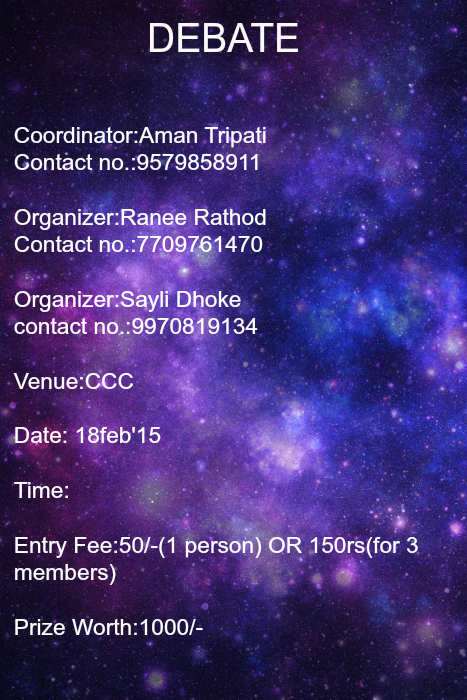 DEBATE
Coordinator:Aman Tripati
Contact no.:9579858911
Organizer:Ranee Rathod
Contact no.:7709761470
Organizer:Sayli Dhoke
contact no.:9970819134
Venue:CCC
Date: 18feb'15
Time:
Entry Fee:50/-(1 person) OR 150rs(for 3
members)
Prize Worth:1000/-